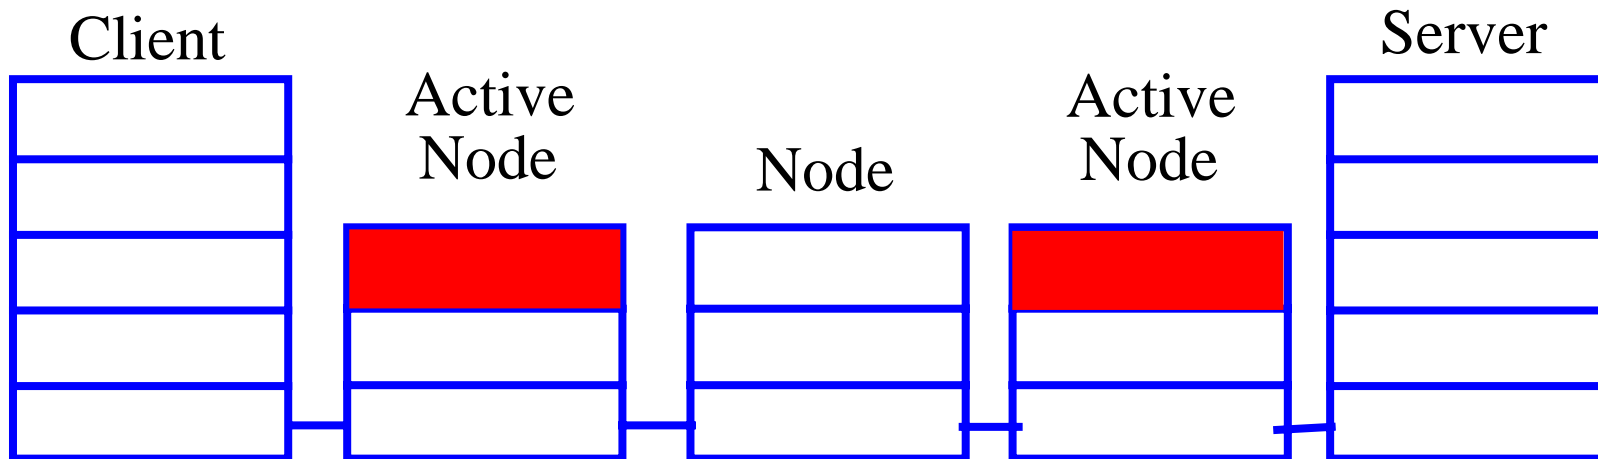 Client
Active
Node
Node
Active
Node
Server